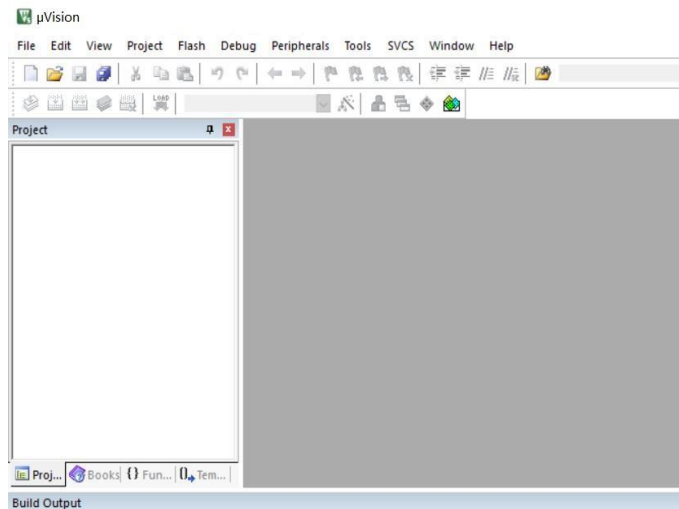 µVision
File Edit View Project Flash Debug Peripherals Tools SVCS Window Help
LOAD
Project
Proj... Books {} Fun... Tem...
Build Output